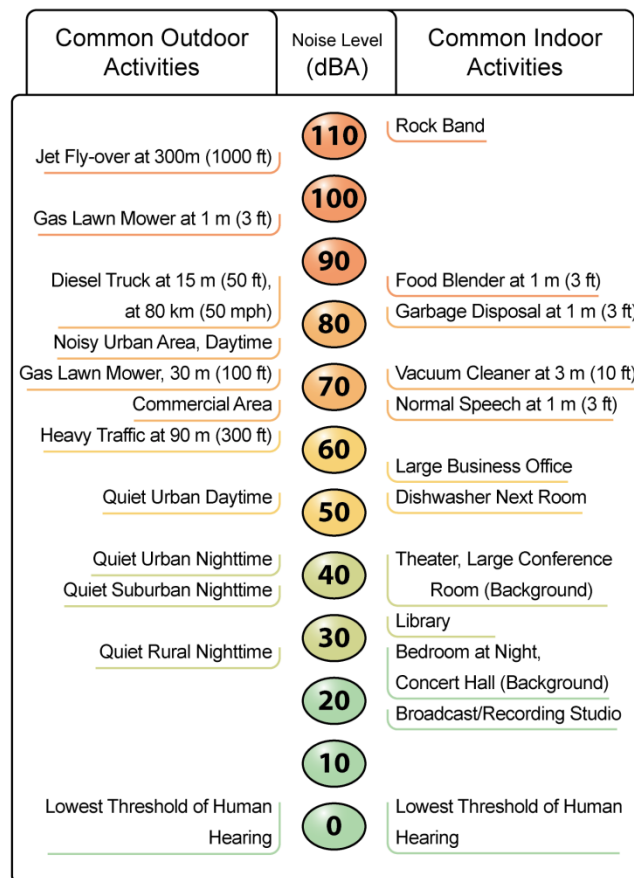 Common Outdoor
Activities
Noise Level
(dBA)
Common Indoor
Activities
110
Rock Band
Jet Fly-over at 300m (1000 ft)
100
Gas Lawn Mower at 1 m (3 ft)
90
Diesel Truck at 15 m (50 ft),
at 80 km (50 mph)
Food Blender at 1 m (3 ft)
80
Garbage Disposal at 1 m (3 ft)
Noisy Urban Area, Daytime
Gas Lawn Mower, 30 m (100 ft)
70
Vacuum Cleaner at 3 m (10 ft)
Commercial Area
Normal Speech at 1 m (3 ft)
Heavy Traffic at 90 m (300 ft)
60
Large Business Office
Quiet Urban Daytime
50
Dishwasher Next Room
Quiet Urban Nighttime
40
Theater, Large Conference
Room (Background)
Quiet Suburban Nighttime
30
Library
Quiet Rural Nighttime
Bedroom at Night,
Concert Hall (Background)
20
Broadcast/Recording Studio
10
Lowest Threshold of Human
Hearing
0
Lowest Threshold of Human
Hearing